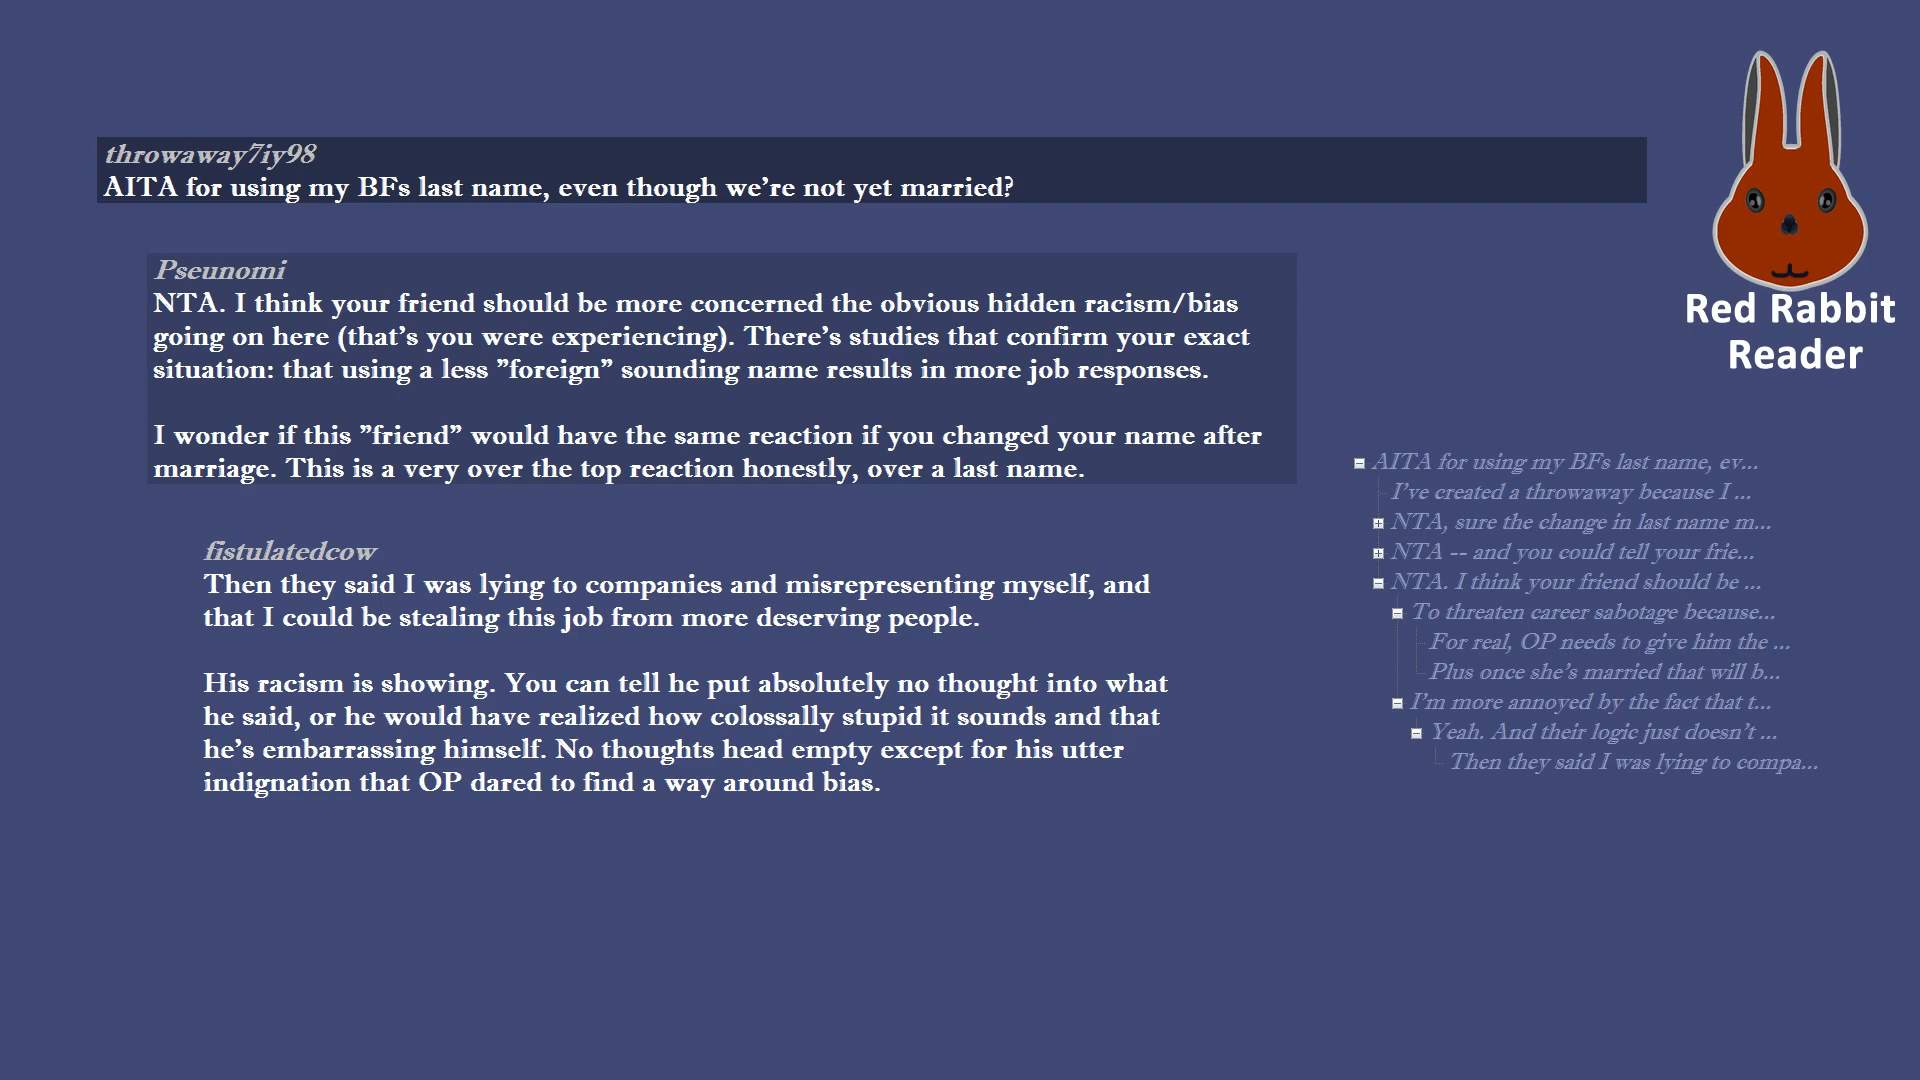 throwaway7iy98
AITA for using my BFs last name, even though we're not yet married?
Pseunomi
NTA. I think your friend should be more concerned the obvious hidden racism/bias
going on here (that's you were experiencing). There's studies that confirm your exact
situation: that using a less "foreign" sounding name results in more job responses.
I wonder if this "friend" would have the same reaction if you changed your name after
marriage. This is a very over the top reaction honestly, over a last name.
fistulatedcow
Then they said I was lying to companies and misrepresenting myself, and
that I could be stealing this job from more deserving people.
His racism is showing. You can tell he put absolutely no thought into what
he said, or he would have realized how colossally stupid it sounds and that
he's embarrassing himself. No thoughts head empty except for his utter
indignation that OP dared to find a way around bias.
Red Rabbit
Reader
AITA for using my BFs last name, ev...
I've created a throwaway because I ...
NTA, sure the change in last name m...
NTA -- and you could tell your frie...
NTA. I think your friend should be ...
To threaten career sabotage because...
For real, OP needs to give him the ...
Plus once she's married that will b...
I'm more annoyed by the fact that t...
Yeah. And their logic just doesn't ...
Then they said I was lying to compa...